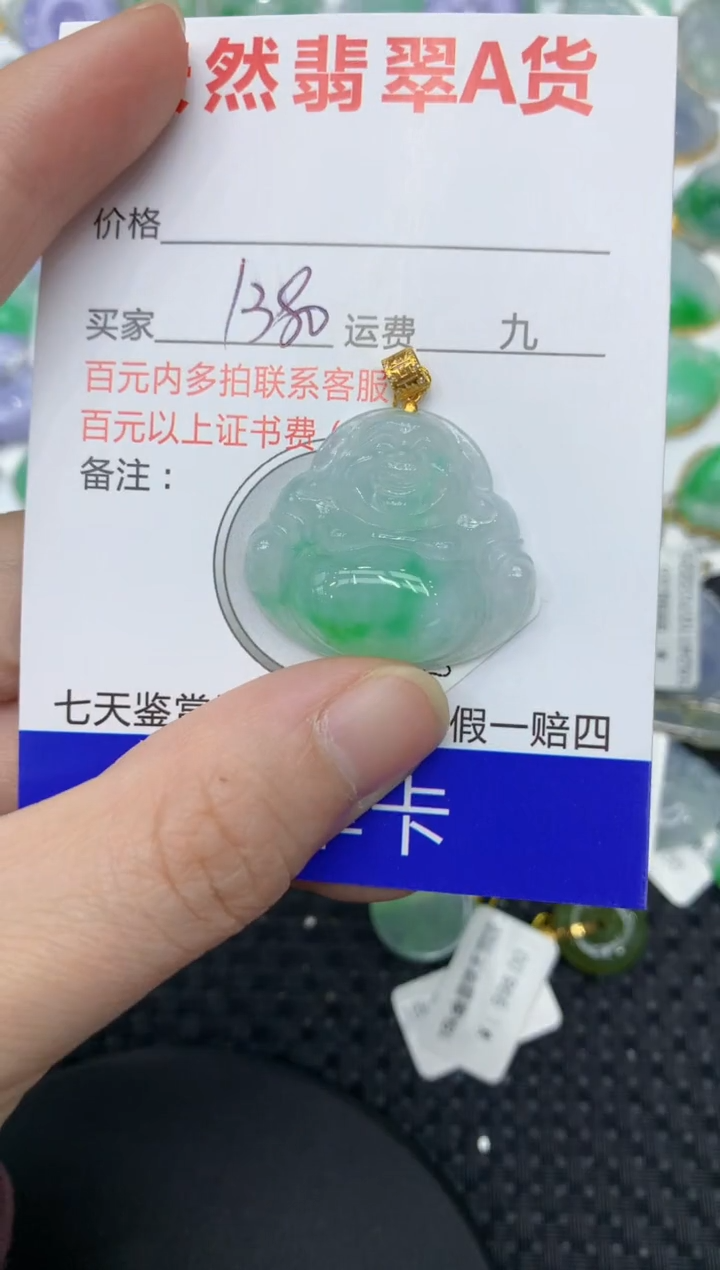 然翡翠A货
价格
买家 1380 运费 九
百元内多拍联系客服
百元以上证书费
备注：
七天鉴赏 假一赔四
卡